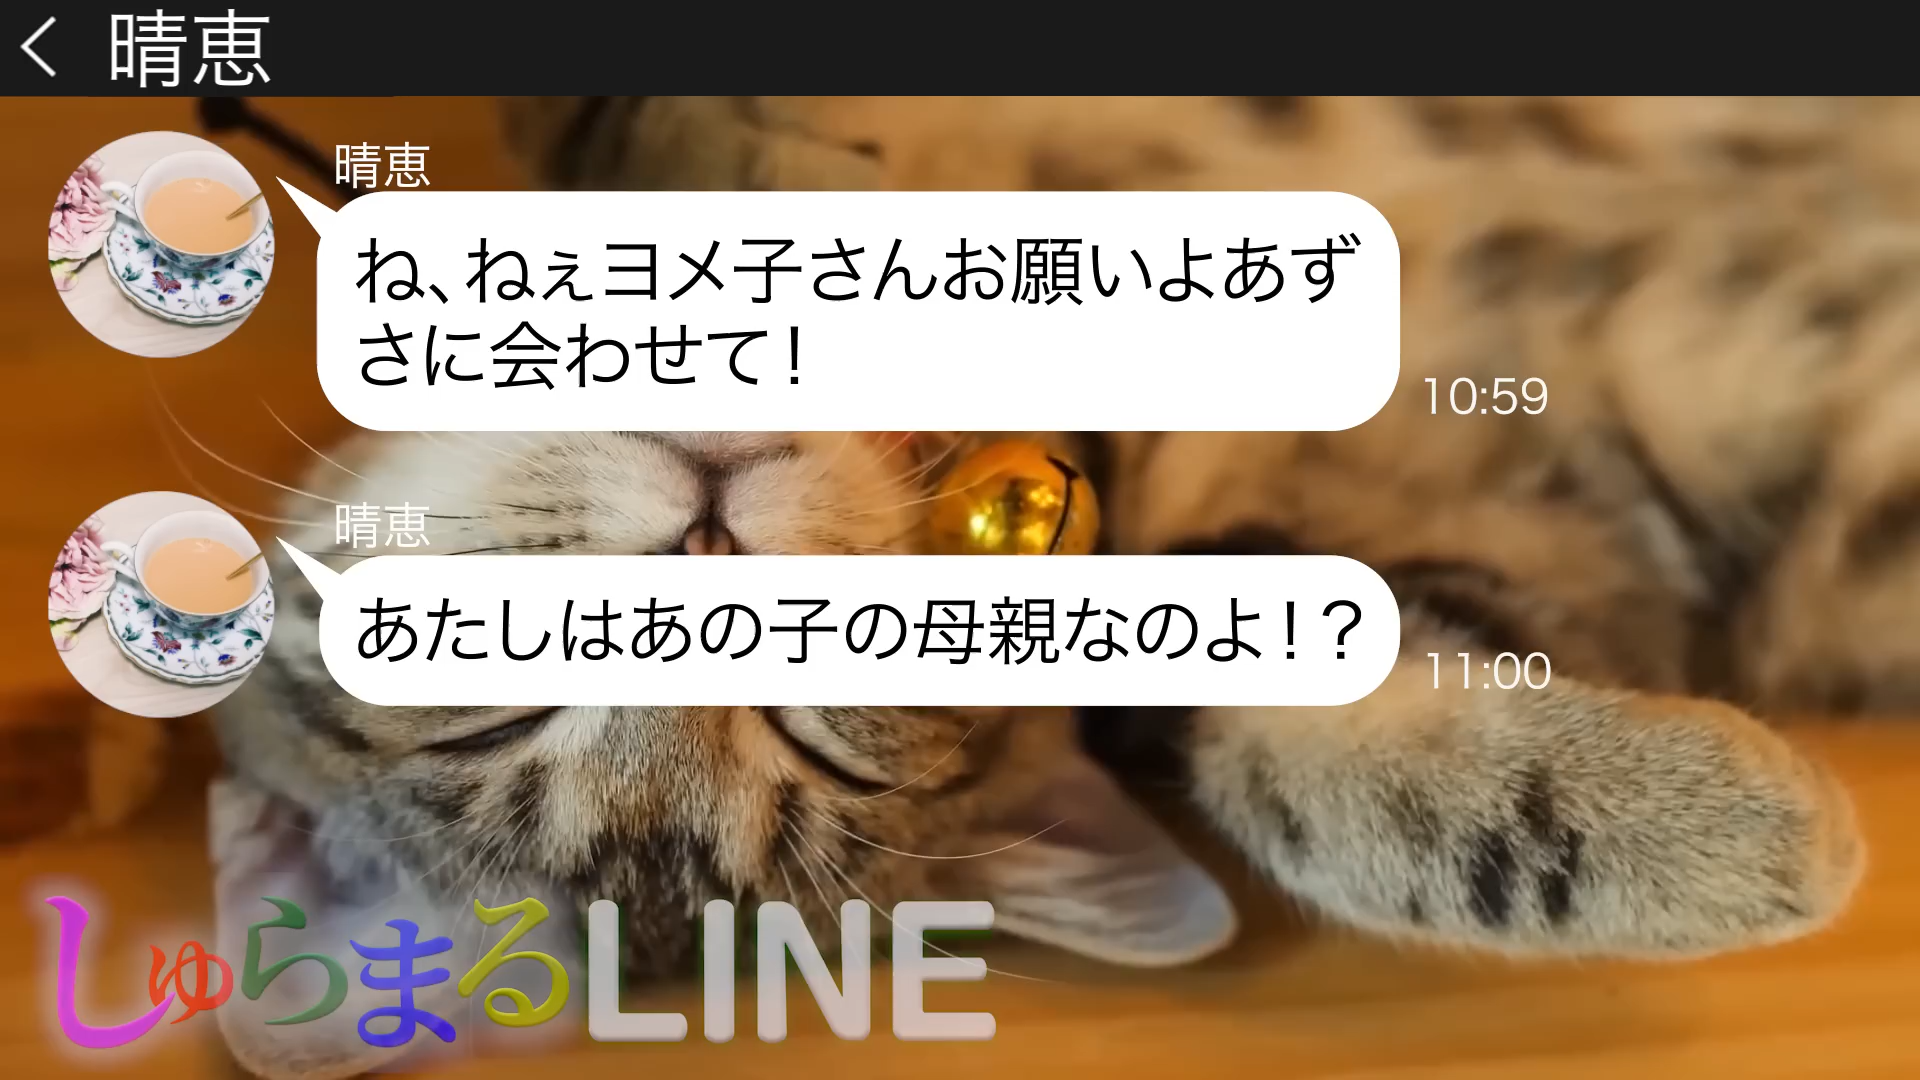 晴恵
晴恵
ね、ねぇヨメ子さんお願いよあず
さに会わせて！
10:59
晴恵
あたしはあの子の母親なのよ！？
11:00
しゅらまるLINE